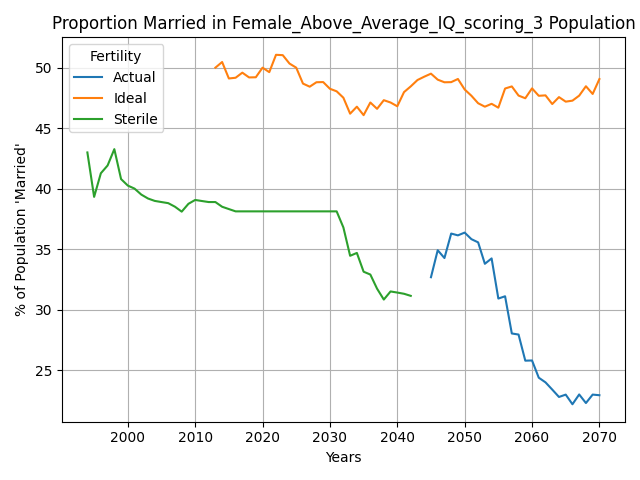 Proportion Married in Female_Above_Average_IQ_scoring_3 Population
% of Population 'Married'
Fertility
Actual
Ideal
Sterile
50
45
40
35
30
25
2000 2010 2020 2030 2040 2050 2060 2070
Years